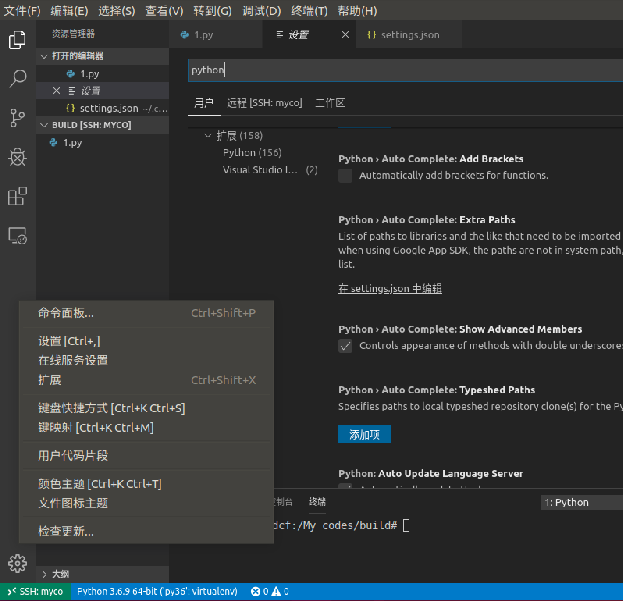 文件(F) 编辑(E) 选择(S) 查看(V) 转到(G) 调试(D) 终端(T) 帮助(H)
资源管理器
打开的编辑器
1.py
设置
settings.json ~/.c...
BUILD [SSH: MYCO]
1.py
1.py 设置 settings.json
python
用户 远程 [SSH: myco] 工作区
扩展 (158)
Python (156)
Visual Studio I... (2)
Python › Auto Complete: Add Brackets
Automatically add brackets for functions.
Python › Auto Complete: Extra Paths
List of paths to libraries and the like that need to be imported
when using Google App SDK, the paths are not in system path,
list.
在 settings.json 中编辑
Python › Auto Complete: Show Advanced Members
Controls appearance of methods with double underscore
Python › Auto Complete: Typeshed Paths
Specifies paths to local typeshed repository clone(s) for the Py
添加项
Python: Auto Update Language Server
命令面板... Ctrl+Shift+P
设置 [Ctrl+,]
在线服务设置
扩展 Ctrl+Shift+X
键盘快捷方式 [Ctrl+K Ctrl+S]
键映射 [Ctrl+K Ctrl+M]
用户代码片段
颜色主题 [Ctrl+K Ctrl+T]
文件图标主题
检查更新...
控制台 终端 1: Python
dcf:/My codes/build#
大纲
SSH: myco Python 3.6.9 64-bit ('py36': virtualenv) 0 0